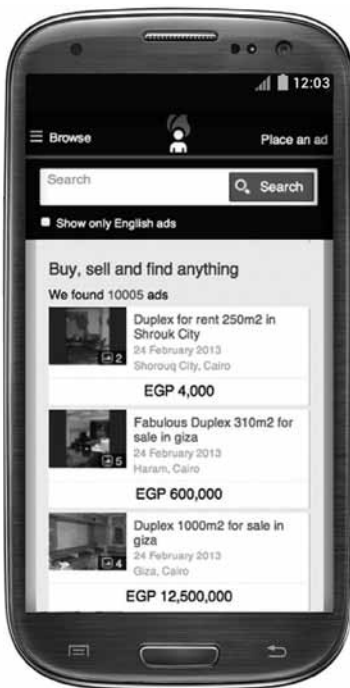 12:03
Browse
Place an ad
Search
Search
Show only English ads
Buy, sell and find anything
We found 10005 ads
Duplex for rent 250m2 in
Shrouk City
24 February 2013
Shorouq City, Cairo
2
EGP 4,000
Fabulous Duplex 310m2 for
sale in giza
24 February 2013
Haram, Cairo
5
EGP 600,000
Duplex 1000m2 for sale in
giza
24 February 2013
Giza, Cairo
4
EGP 12,500,000